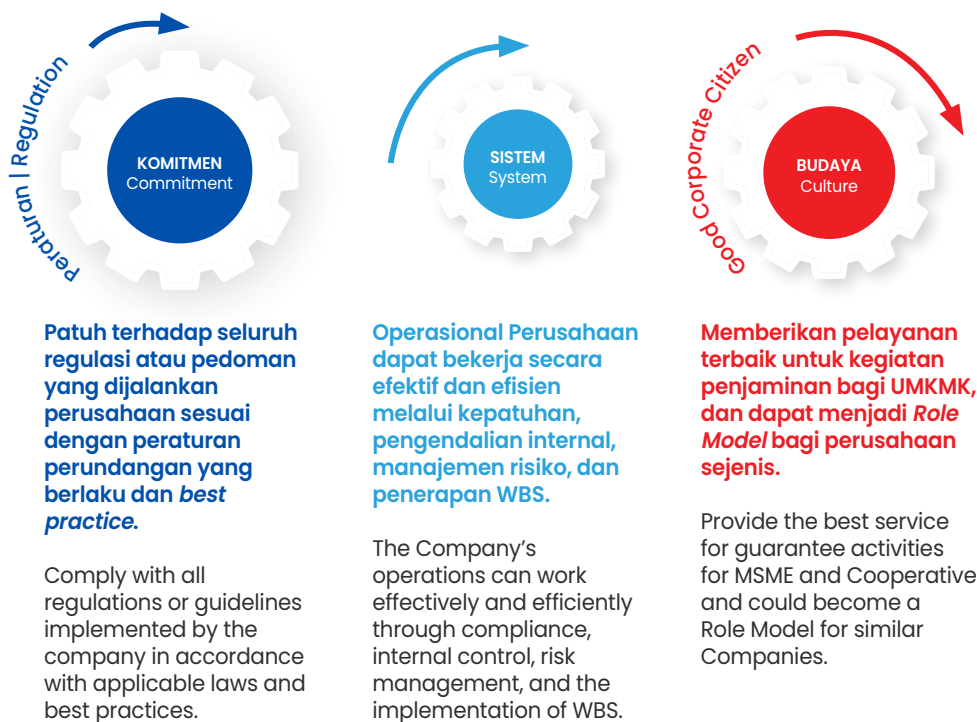 Peraturan | Regulation
KOMITMEN
Commitment
Patuh terhadap seluruh
regulasi atau pedoman
yang dijalankan
perusahaan sesuai
dengan peraturan
perundangan yang
berlaku dan best
practice.
Comply with all
regulations or guidelines
implemented by the
company in accordance
with applicable laws and
best practices.
SISTEM
System
Operasional Perusahaan
dapat bekerja secara
efektif dan efisien
melalui kepatuhan,
pengendalian internal,
manajemen risiko, dan
penerapan WBS.
The Company’s
operations can work
effectively and efficiently
through compliance,
internal control, risk
management, and the
implementation of WBS.
Good Corporate Citizen
BUDAYA
Culture
Memberikan pelayanan
terbaik untuk kegiatan
penjaminan bagi UMKMK,
dan dapat menjadi Role
Model bagi perusahaan
sejenis.
Provide the best service
for guarantee activities
for MSME and Cooperative
and could become a
Role Model for similar
Companies.